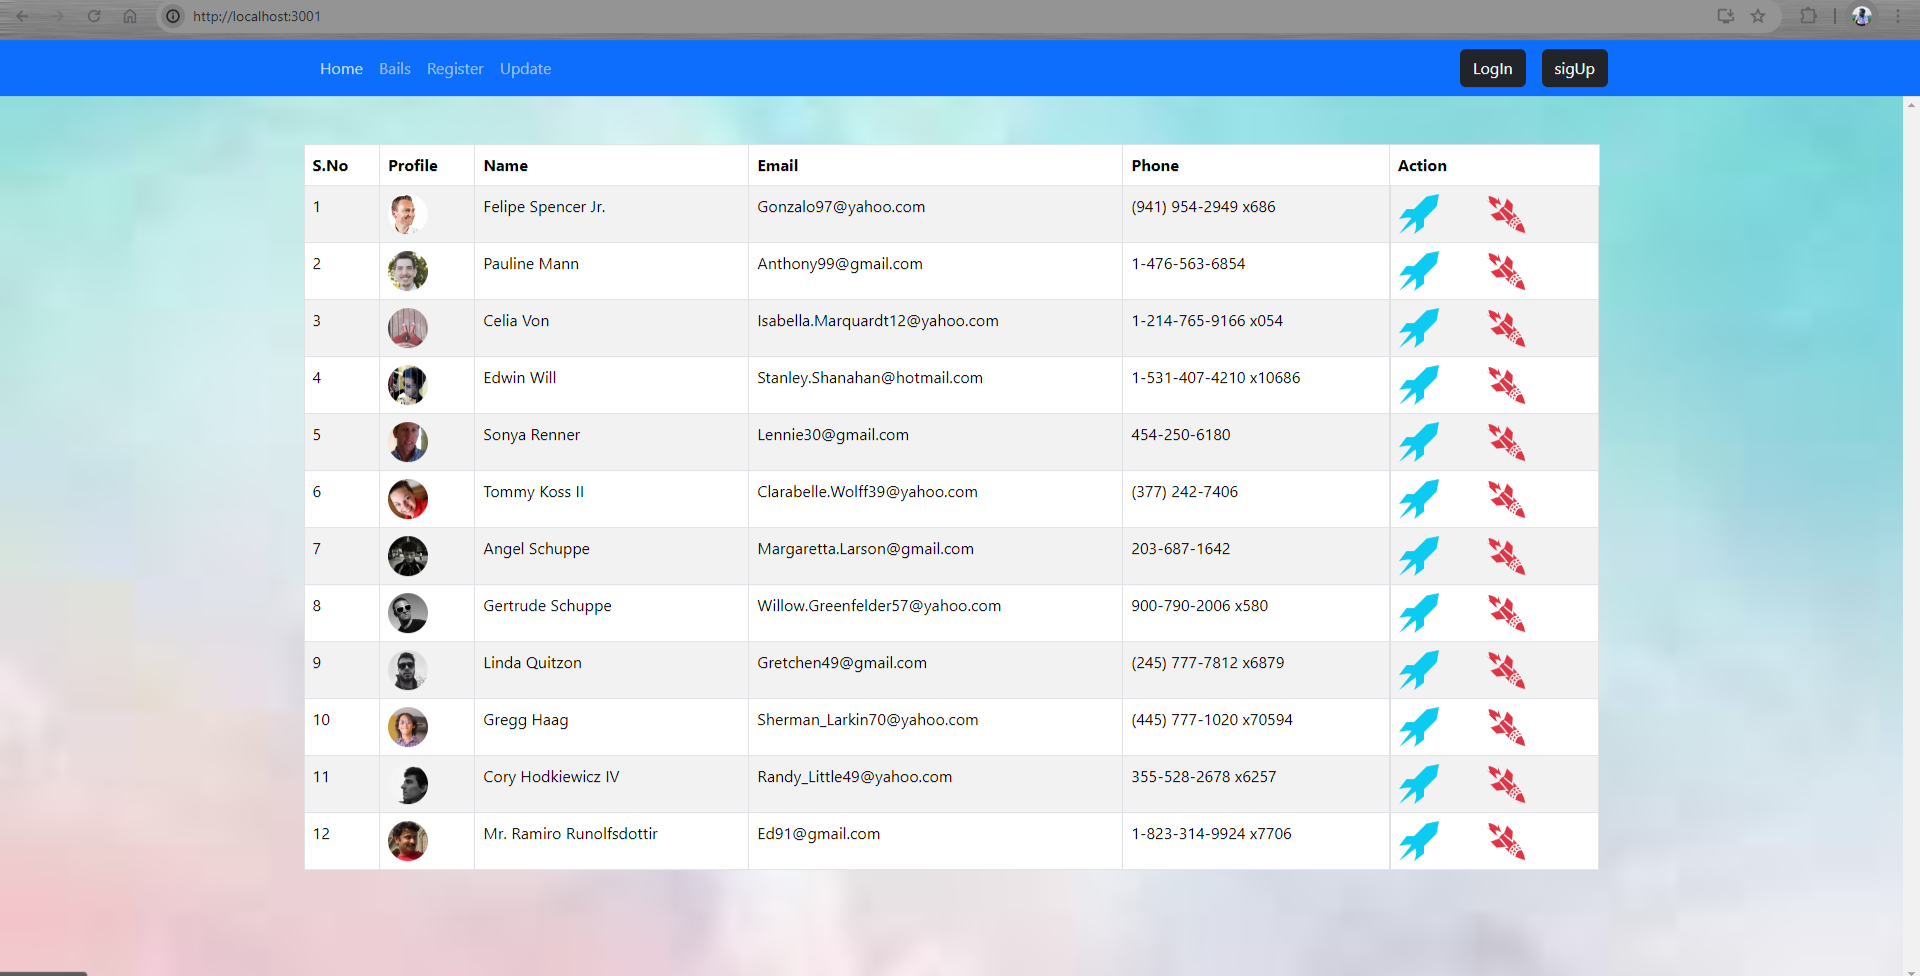 http://localhost:3001
Home Bails Register Update LogIn sigUp
S.No Profile Name Email Phone Action
1 Felipe Spencer Jr. Gonzalo97@yahoo.com (941) 954-2949 x686
2 Pauline Mann Anthony99@gmail.com 1-476-563-6854
3 Celia Von Isabella.Marquardt12@yahoo.com 1-214-765-9166 x054
4 Edwin Will Stanley.Shanahan@hotmail.com 1-531-407-4210 x10686
5 Sonya Renner Lennie30@gmail.com 454-250-6180
6 Tommy Koss II Clarabelle.Wolff39@yahoo.com (377) 242-7406
7 Angel Schuppe Margaretta.Larson@gmail.com 203-687-1642
8 Gertrude Schuppe Willow.Greenfelder57@yahoo.com 900-790-2006 x580
9 Linda Quitzon Gretchen49@gmail.com (245) 777-7812 x6879
10 Gregg Haag Sherman_Larkin70@yahoo.com (445) 777-1020 x70594
11 Cory Hodkiewicz IV Randy_Little49@yahoo.com 355-528-2678 x6257
12 Mr. Ramiro Runolfsdottir Ed91@gmail.com 1-823-314-9924 x7706